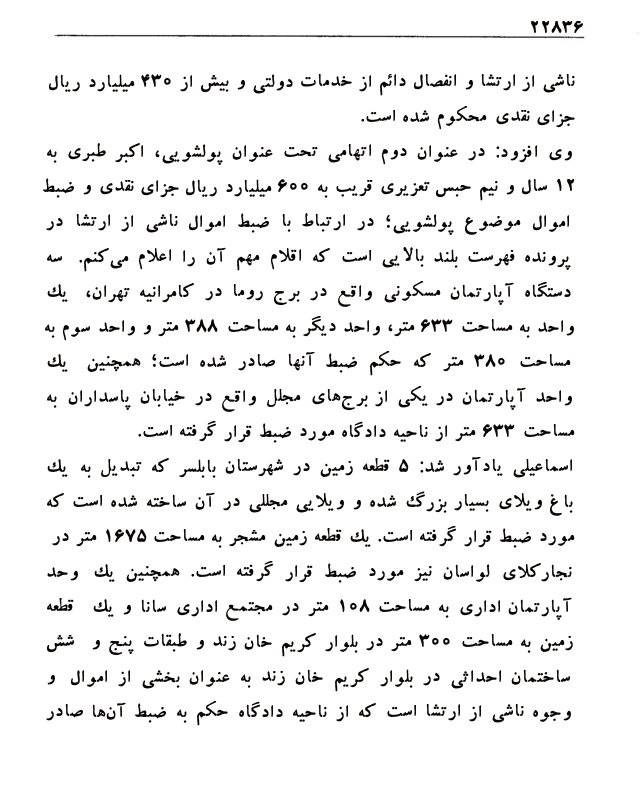 ۲۲۸۳۶
ناشی از ارتشا و انفصال دائم از خدمات دولتی و بیش از ۴۳۰ میلیارد ریال
جزای نقدی محکوم شده است.
وی افزود: در عنوان دوم اتهامی تحت عنوان پولشویی، اکبر طبری به
۱۲ سال و نیم حبس تعزیری قریب به ۶۰۰ میلیارد ریال جزای نقدی و ضبط
اموال موضوع پولشویی؛ در ارتباط با ضبط اموال ناشی از ارتشا در
پرونده فهرست بلند بالایی است که اقلام مهم آن را اعلام می‌کنم. سه
دستگاه آپارتمان مسکونی واقع در برج روما در کامرانیه تهران، یك
واحد به مساحت ۶۳۳ متر، واحد دیگر به مساحت ۳۸۸ متر و واحد سوم به
مساحت ۳۸۰ متر که حکم ضبط آنها صادر شده است؛ همچنین یك
واحد آپارتمان در یکی از برج‌های مجلل واقع در خیابان پاسداران به
مساحت ۶۳۳ متر از ناحیه دادگاه مورد ضبط قرار گرفته است.
اسماعیلی یادآور شد: ۵ قطعه زمین در شهرستان بابلسر که تبدیل به یك
باغ ویلای بسیار بزرگ شده و ویلایی مجللی در آن ساخته شده است که
مورد ضبط قرار گرفته است. یك قطعه زمین مشجر به مساحت ۱۶۷۵ متر در
نجارکلای لواسان نیز مورد ضبط قرار گرفته است. همچنین یك وحد
آپارتمان اداری به مساحت ۱۰۸ متر در مجتمع اداری سانا و یك قطعه
زمین به مساحت ۳۰۰ متر در بلوار کریم خان زند و طبقات پنج و شش
ساختمان احداثی در بلوار کریم خان زند به عنوان بخشی از اموال و
وجوه ناشی از ارتشا است که از ناحیه دادگاه حکم به ضبط آن‌ها صادر